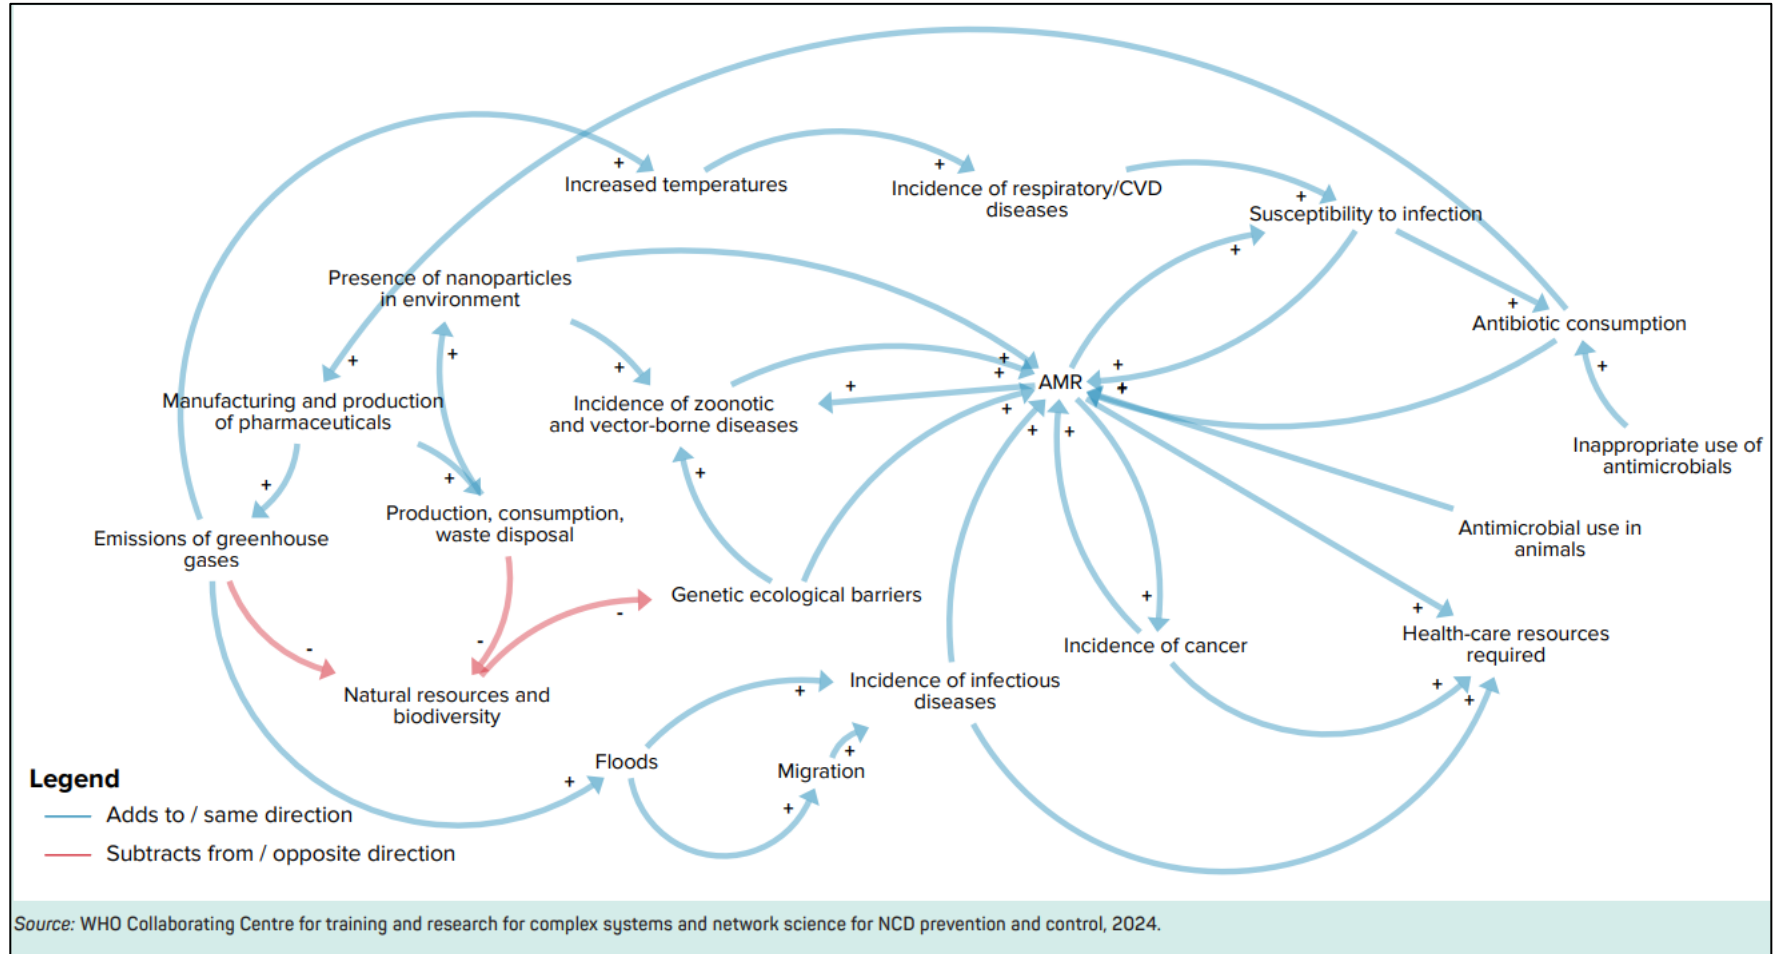 +
Increased temperatures
+
Incidence of respiratory/CVD
diseases
+
Susceptibility to infection
+
Presence of nanoparticles
in environment
+
Antibiotic consumption
+
+
+
+
Manufacturing and production
of pharmaceuticals
+
Incidence of zoonotic
and vector-borne diseases
+
+
+
AMR
+
+
+
+
+
Inappropriate use of
antimicrobials
+
+
+
Production, consumption,
waste disposal
Emissions of greenhouse
gases
Antimicrobial use in
animals
Genetic ecological barriers
-
-
-
+
+
Incidence of cancer
Health-care resources
required
Natural resources and
biodiversity
+
Incidence of infectious
diseases
+
+
Floods
+
Migration
+
+
Legend
Adds to / same direction
Subtracts from / opposite direction
Source: WHO Collaborating Centre for training and research for complex systems and network science for NCD prevention and control, 2024.